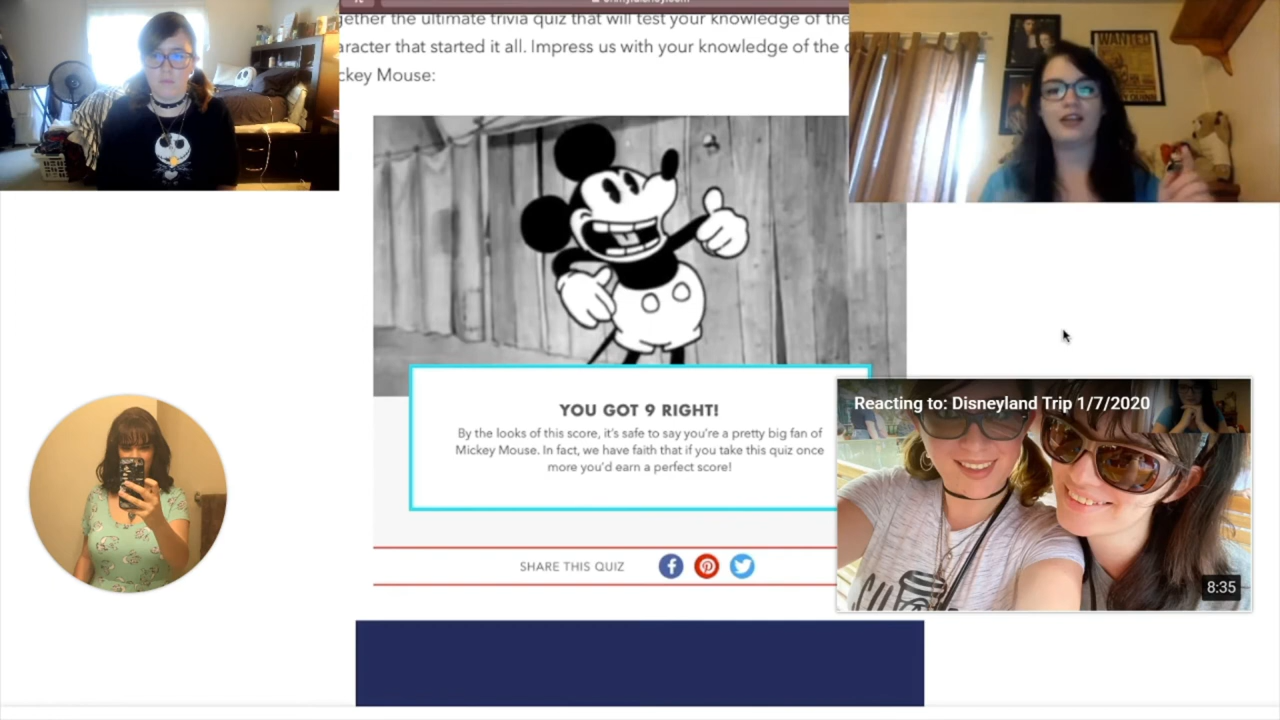 gether the ultimate trivia quiz that will test your knowledge of the
aracter that started it all. Impress us with your knowledge of the
ckey Mouse:
WANTED
YOU GOT 9 RIGHT!
By the looks of this score, it's safe to say you're a pretty big fan of
Mickey Mouse. In fact, we have faith that if you take this quiz once
more you'd earn a perfect score!
SHARE THIS QUIZ
Reacting to: Disneyland Trip 1/7/2020
8:35